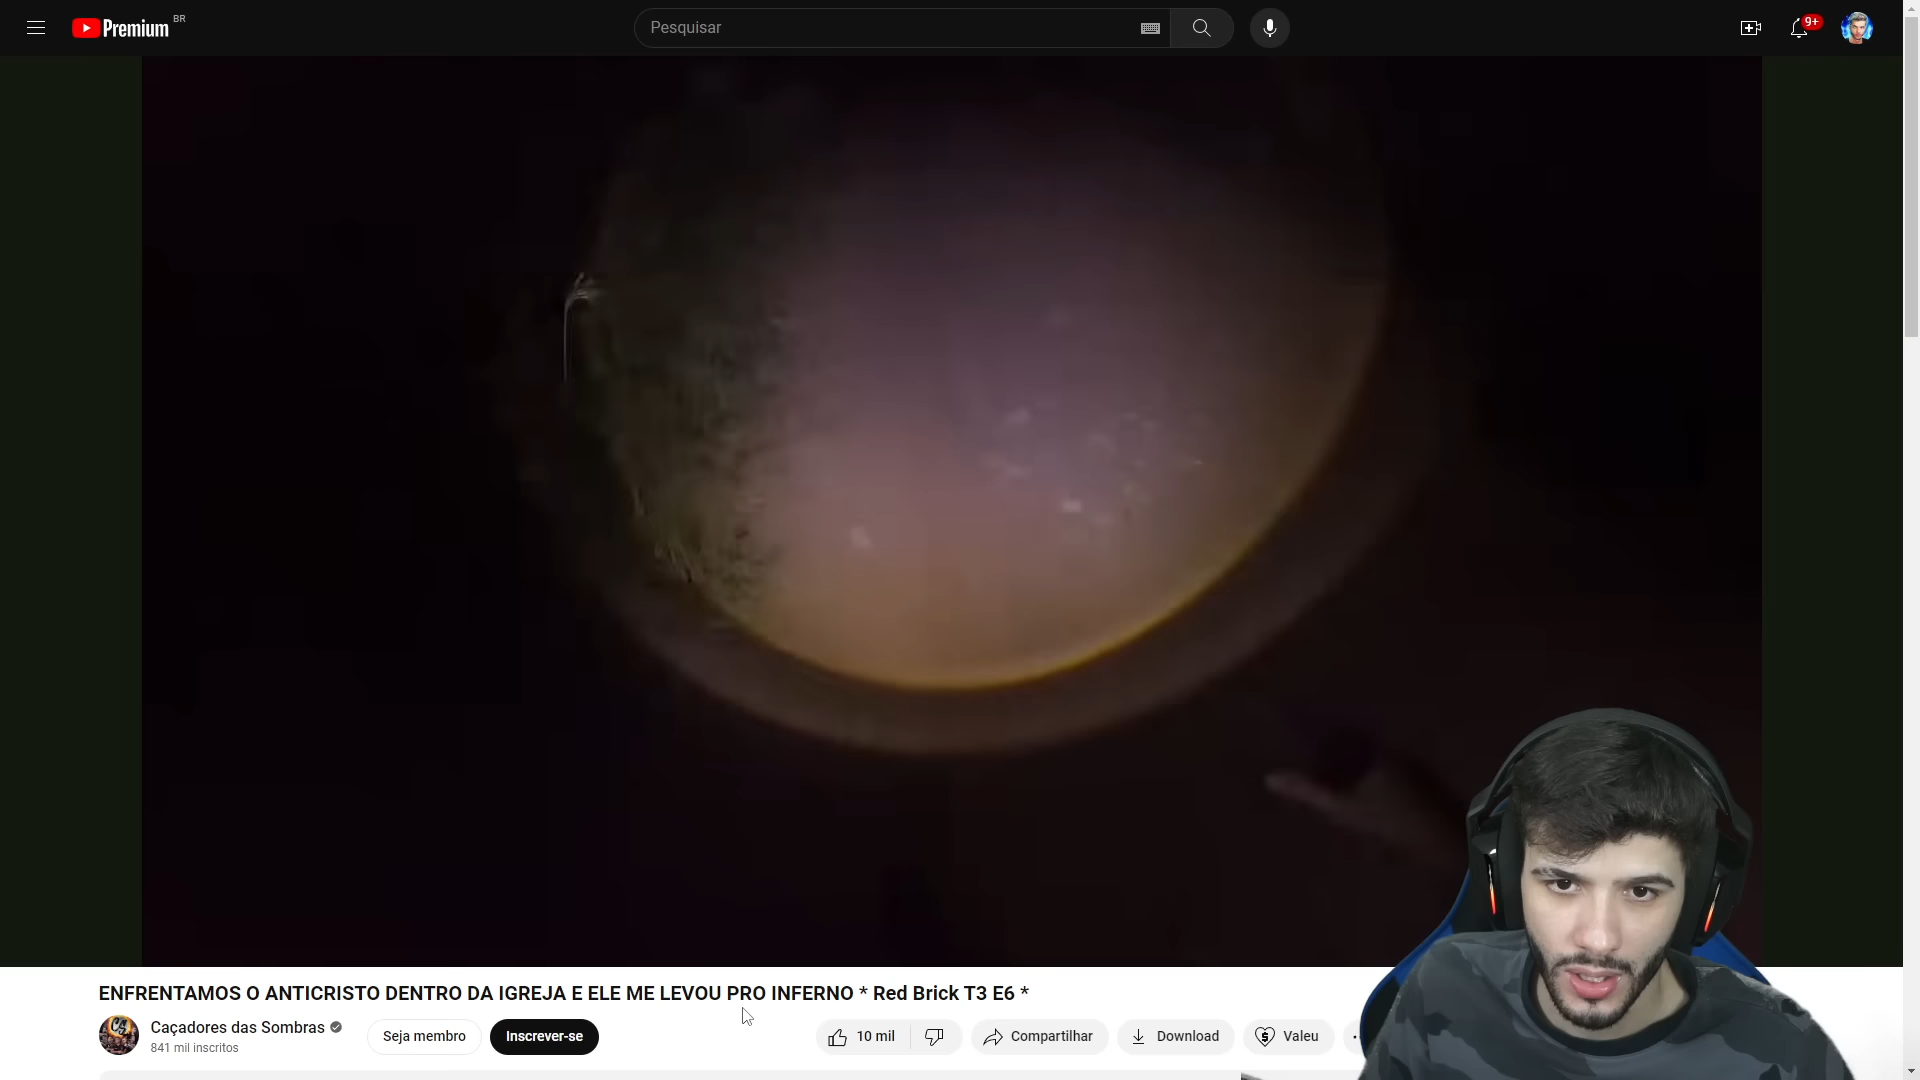 Premium BR
Pesquisar
9+
ENFRENTAMOS O ANTICRISTO DENTRO DA IGREJA E ELE ME LEVOU PRO INFERNO * Red Brick T3 E6 *
Caçadores das Sombras
841 mil inscritos
Seja membro
Inscrever-se
10 mil
Compartilhar
Download
Valeu
CS